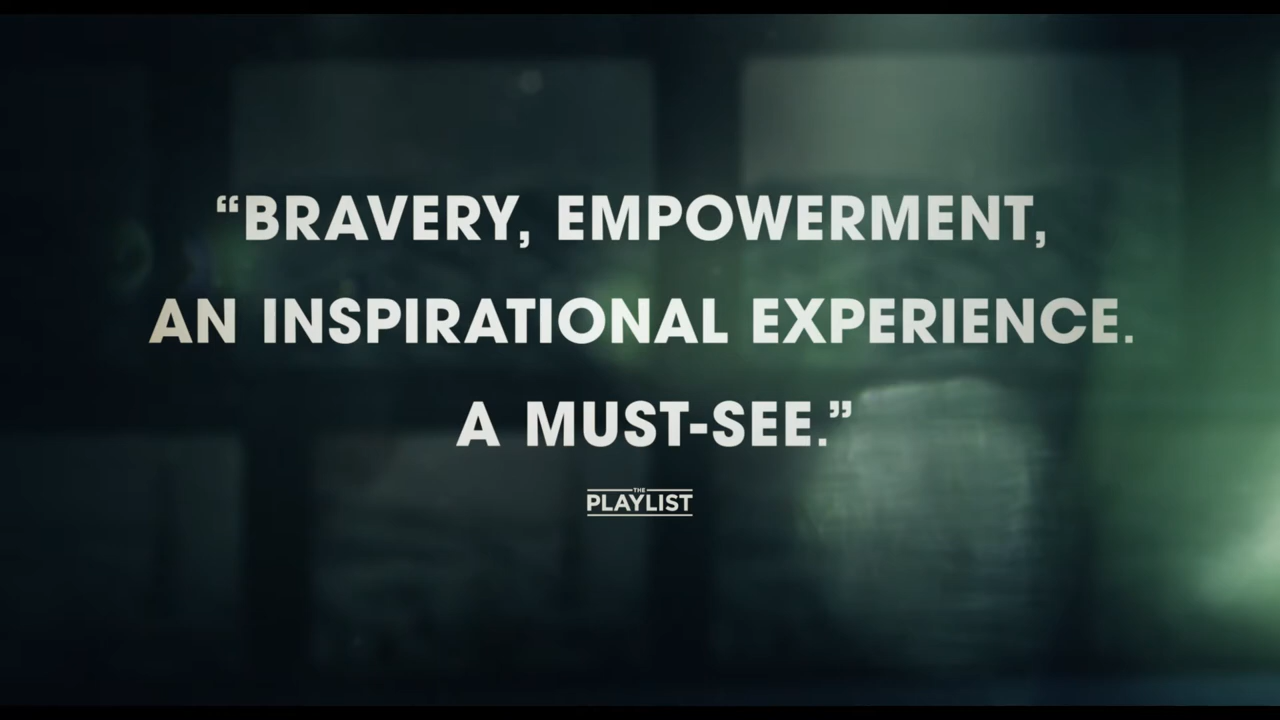 “BRAVERY, EMPOWERMENT,
AN INSPIRATIONAL EXPERIENCE.
A MUST-SEE.”
THE
PLAYLIST